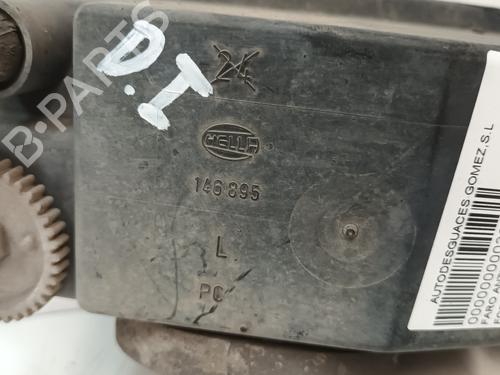 B-PARTS
D.I
24
HELLA
146 895
L
PC
AUTODESGUACES GOMEZ,S.L